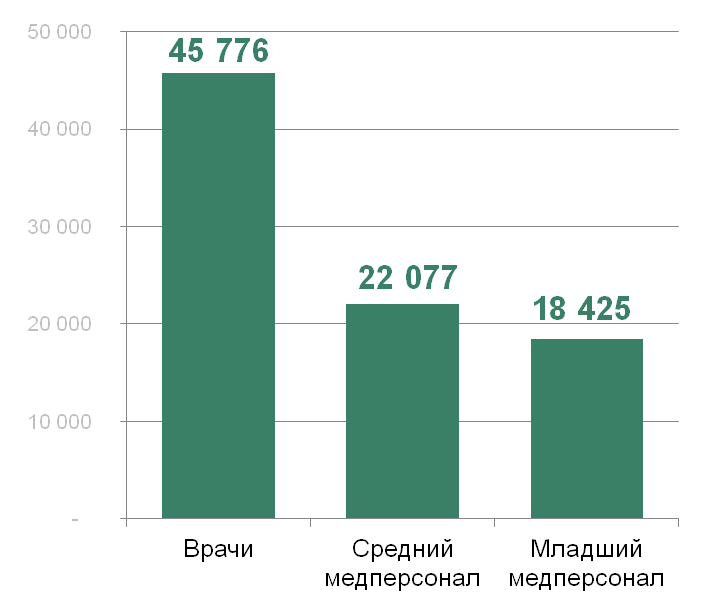 50 000
45 776
40 000
30 000
22 077
18 425
20 000
10 000
-
Врачи
Средний
медперсонал
Младший
медперсонал